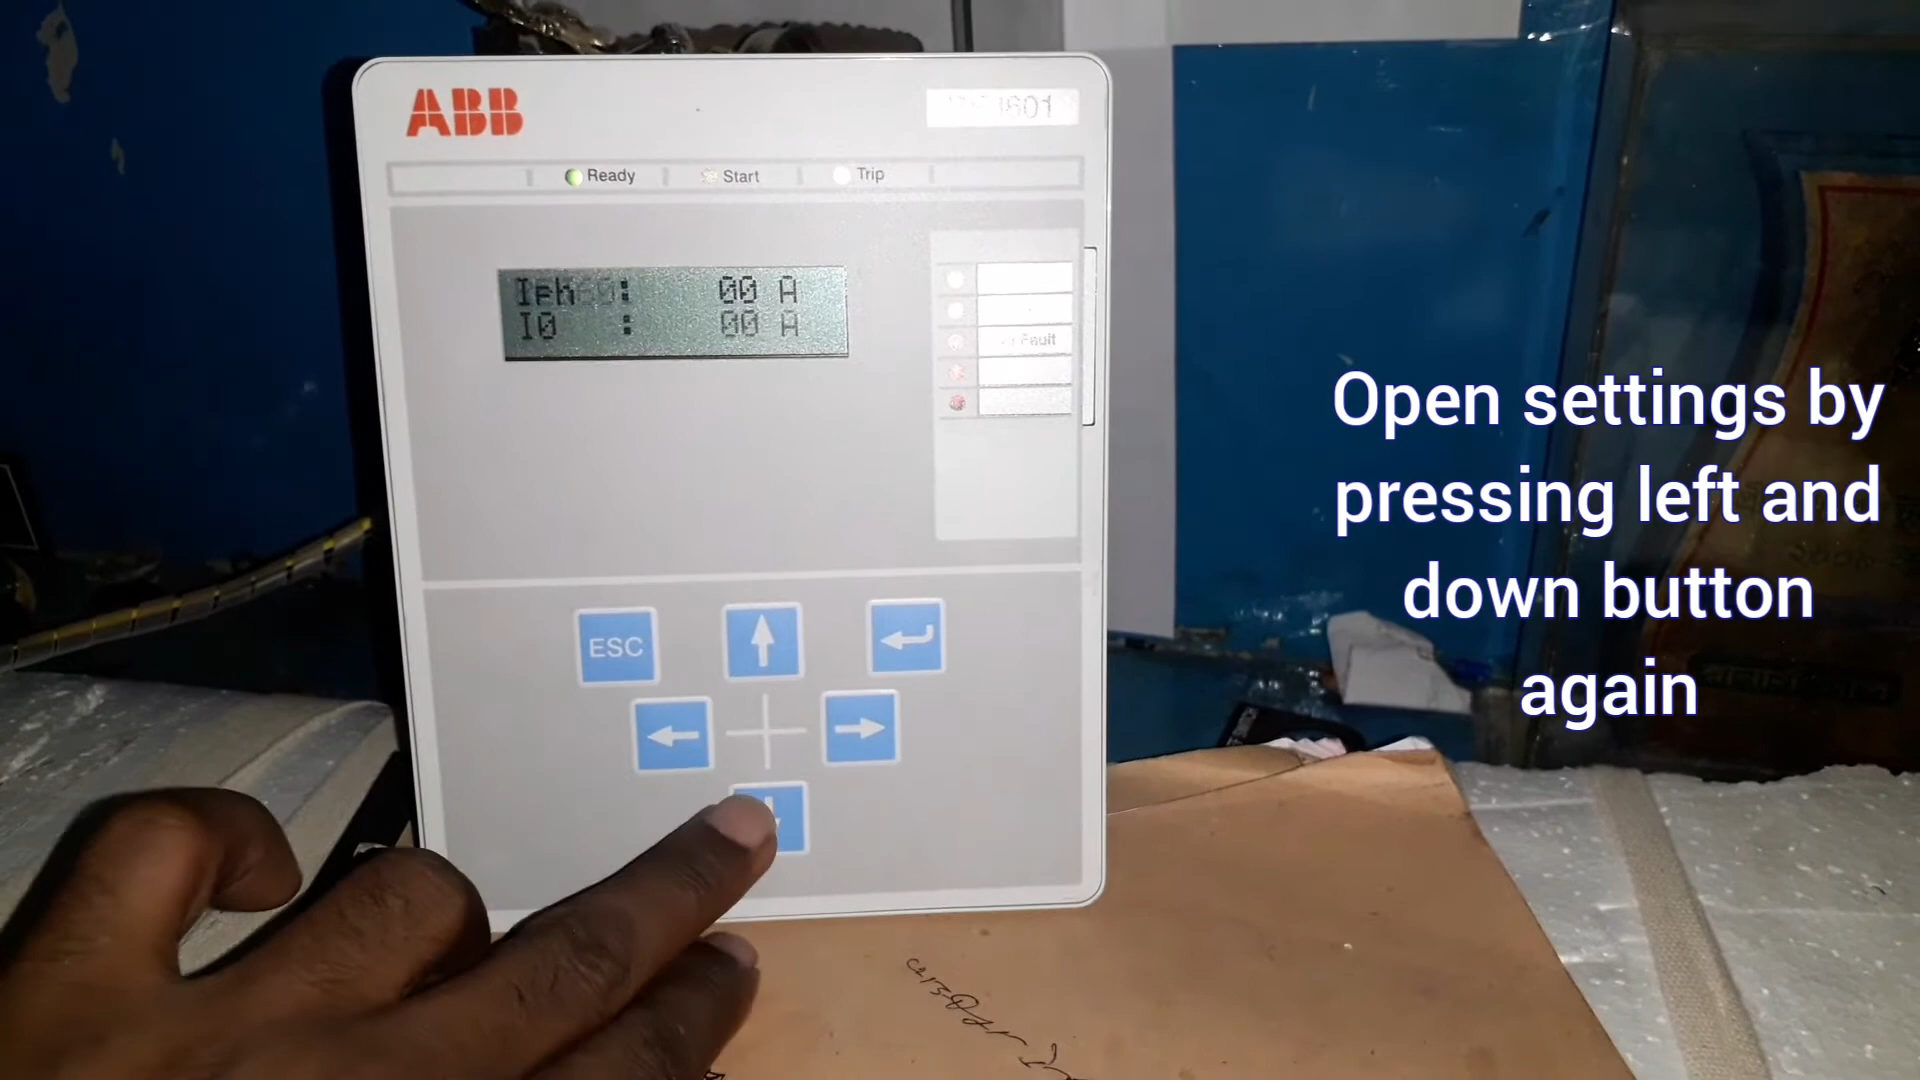 ABB
Ready
Start
Trip
Iph : 00 A
I0 : 00 A
Fault
ESC
Open settings by
pressing left and
down button
again